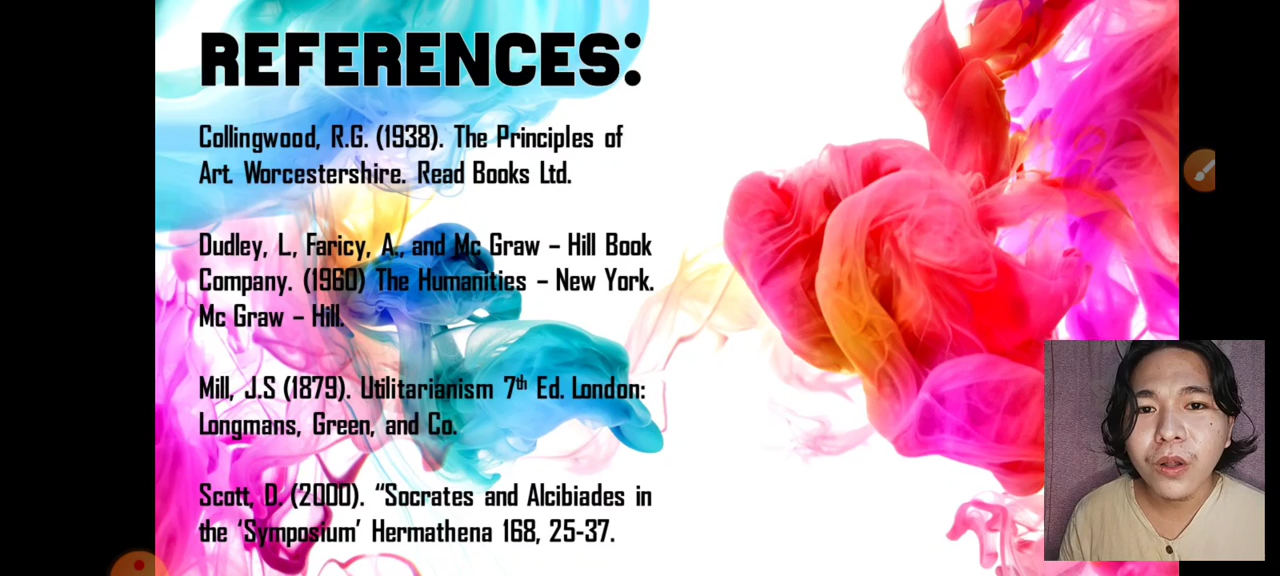 REFERENCES:
Collingwood, R.G. (1938). The Principles of
Art. Worcestershire. Read Books Ltd.
Dudley, L., Faricy, A., and Mc Graw – Hill Book
Company. (1960) The Humanities – New York.
Mc Graw – Hill.
Mill, J.S (1879). Utilitarianism 7th Ed. London:
Longmans, Green, and Co.
Scott, D. (2000). “Socrates and Alcibiades in
the ‘Symposium’ Hermathena 168, 25-37.